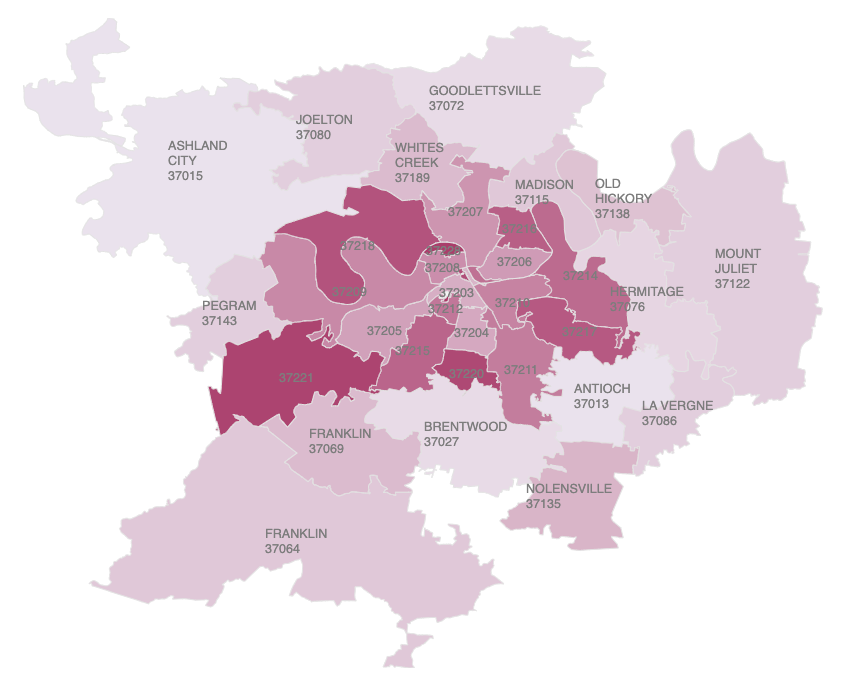 GOODLETTSVILLE
37072
JOELTON
37080
ASHLAND
CITY
37015
WHITES
CREEK
37189
MADISON
37115
OLD
HICKORY
37138
37207
37218
37206
37208
37214
MOUNT
JULIET
37122
37209
37203
HERMITAGE
37076
PEGRAM
37143
37212
37210
37205
37204
37217
37215
37221
37220
37211
ANTIOCH
37013
LA VERGNE
37086
FRANKLIN
37069
BRENTWOOD
37027
NOLENSVILLE
37135
FRANKLIN
37064